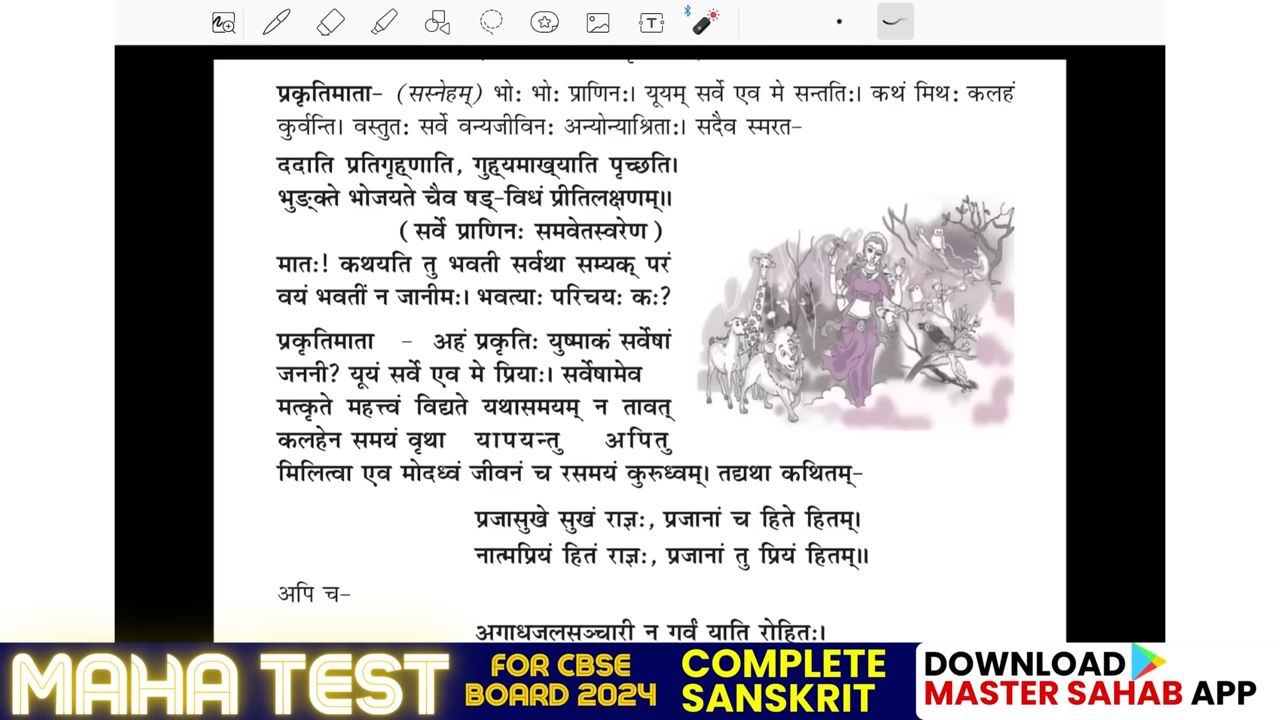 प्रकृतिमाता- (सस्नेहम्) भो: भो: प्राणिन:। यूयम् सर्वे एव मे सन्तति:। कथं मिथ: कलहं
कुर्वन्ति। वस्तुत: सर्वे वन्यजीविन: अन्योन्याश्रिता:। सदैव स्मरत-
ददाति प्रतिगृह्णाति, गुह्यमाख्याति पृच्छति।
भुङ्क्ते भोजयते चैव षड्-विधं प्रीतिलक्षणम्॥
( सर्वे प्राणिन: समवेतस्वरेण )
मात:! कथयति तु भवती सर्वथा सम्यक् परं
वयं भवतीं न जानीम:। भवत्या: परिचय: क:?
प्रकृतिमाता - अहं प्रकृति: युष्माकं सर्वेषां
जननी? यूयं सर्वे एव मे प्रिया:। सर्वेषामेव
मत्कृते महत्त्वं विद्यते यथासमयम् न तावत्
कलहेन समयं वृथा यापयन्तु अपितु
मिलित्वा एव मोदध्वं जीवनं च रसमयं कुरुध्वम्। तद्यथा कथितम्-
प्रजासुखे सुखं राज्ञ:, प्रजानां च हिते हितम्।
नात्मप्रियं हितं राज्ञ:, प्रजानां तु प्रियं हितम्॥
अपि च-
अगाधजलसञ्चारी न गर्वं याति रोहित:।
MAHA TEST
FOR CBSE
BOARD 2024
COMPLETE
SANSKRIT
DOWNLOAD
MASTER SAHAB APP